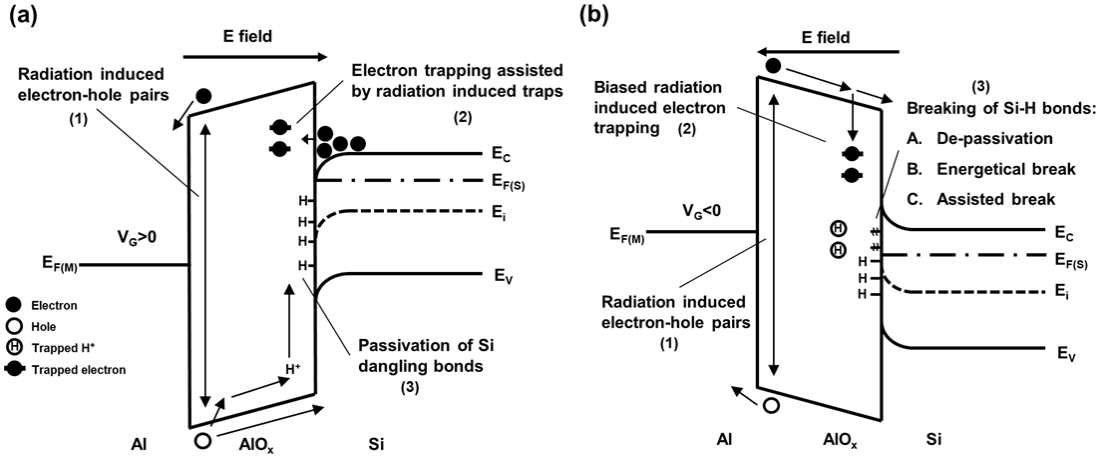 (a)
E field
Radiation induced
electron-hole pairs
(1)
Electron trapping assisted
by radiation induced traps
(2)
E_C
E_F(S)
E_i
E_V
H
H
H
H
V_G>0
E_F(M)
Electron
Hole
H Trapped H⁺
Trapped electron
H⁺
Passivation of Si
dangling bonds
(3)
Al
AlOₓ
Si
(b)
E field
Biased radiation
induced electron
trapping (2)
(3)
Breaking of Si-H bonds:
A. De-passivation
B. Energetical break
C. Assisted break
V_G<0
E_F(M)
H
H
H
H
H
E_C
E_F(S)
E_i
E_V
Radiation induced
electron-hole pairs
(1)
Al
AlOₓ
Si